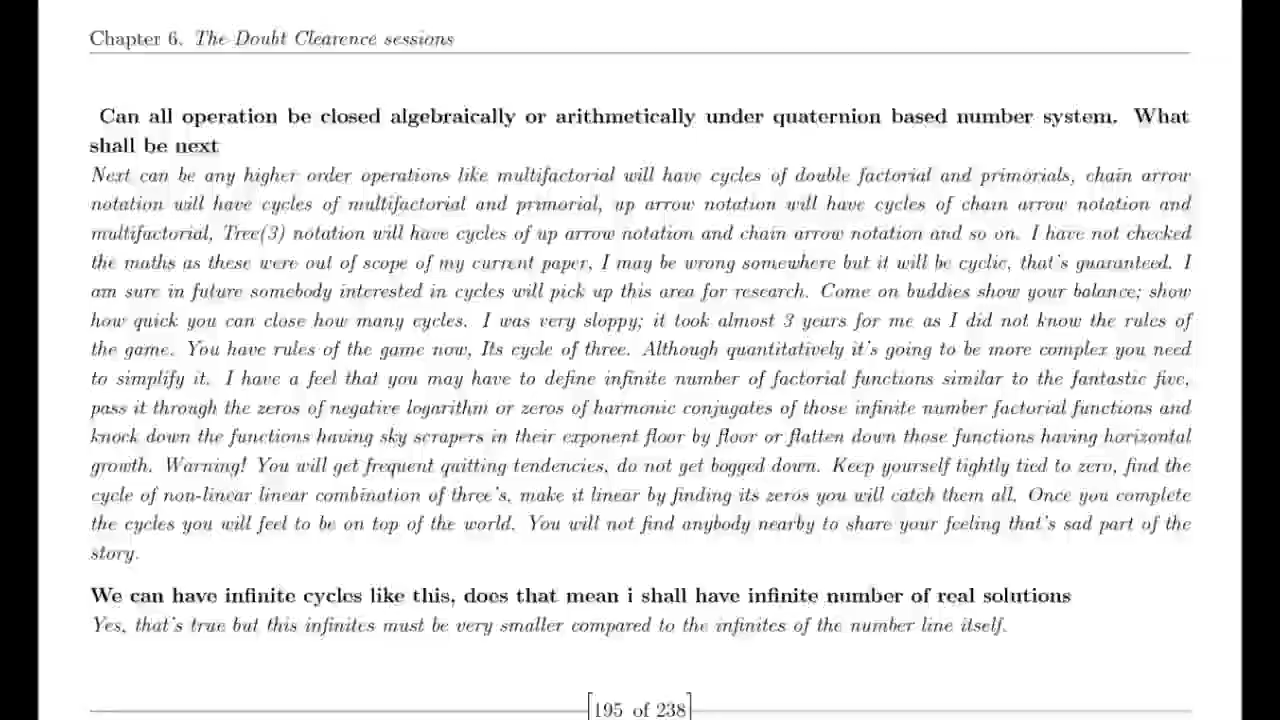 Chapter 6. The Doubt Clearence sessions
Can all operation be closed algebraically or arithmetically under quaternion based number system. What
shall be next
Next can be any higher order operations like multifactorial will have cycles of double factorial and primorials, chain arrow
notation will have cycles of multifactorial and primorial, up arrow notation will have cycles of chain arrow notation and
multifactorial, Tree(3) notation will have cycles of up arrow notation and chain arrow notation and so on. I have not checked
the maths as these were out of scope of my current paper, I may be wrong somewhere but it will be cyclic, that's guaranteed. I
am sure in future somebody interested in cycles will pick up this area for research. Come on buddies show your balance; show
how quick you can close how many cycles. I was very sloppy; it took almost 3 years for me as I did not know the rules of
the game. You have rules of the game now, Its cycle of three. Although quantitatively it's going to be more complex you need
to simplify it. I have a feel that you may have to define infinite number of factorial functions similar to the fantastic five,
pass it through the zeros of negative logarithm or zeros of harmonic conjugates of those infinite number factorial functions and
knock down the functions having sky scrapers in their exponent floor by floor or flatten down those functions having horizontal
growth. Warning! You will get frequent quitting tendencies, do not get bogged down. Keep yourself tightly tied to zero, find the
cycle of non-linear linear combination of three's, make it linear by finding its zeros you will catch them all. Once you complete
the cycles you will feel to be on top of the world. You will not find anybody nearby to share your feeling that's sad part of the
story.
We can have infinite cycles like this, does that mean i shall have infinite number of real solutions
Yes, that's true but this infinites must be very smaller compared to the infinites of the number line itself.
[195 of 238]